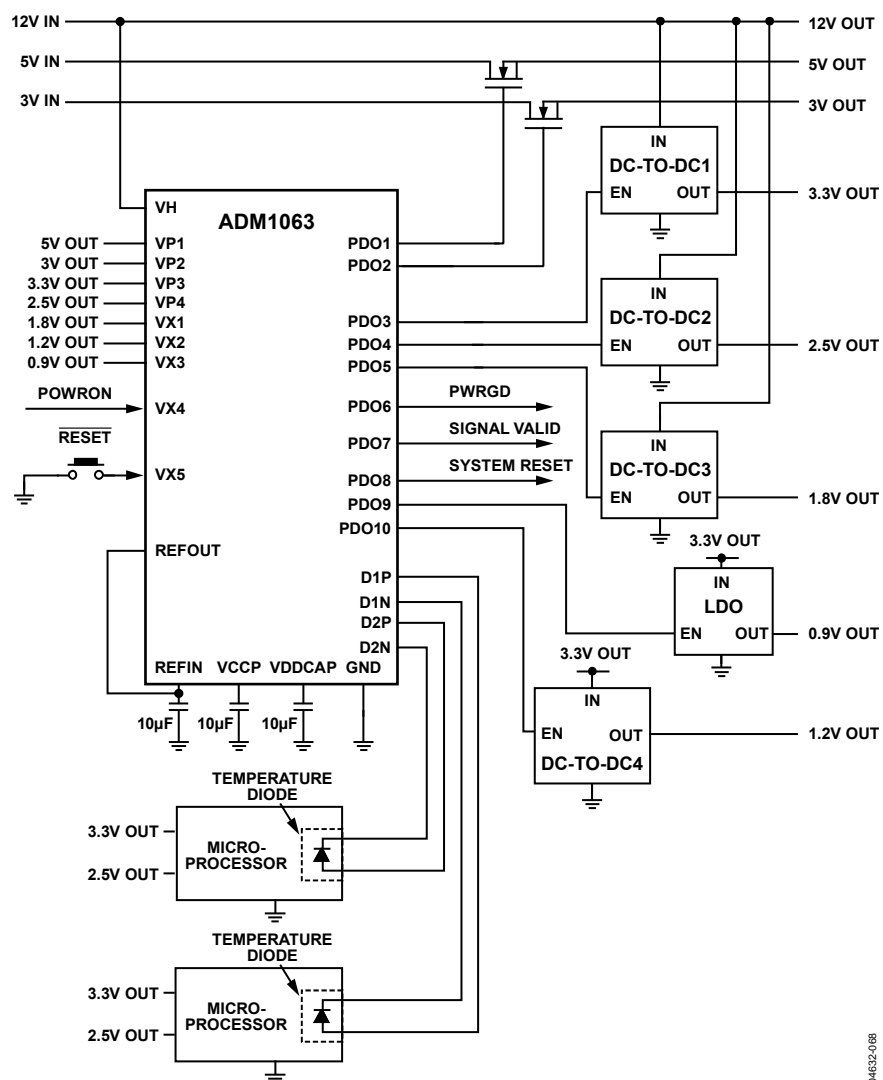 12V IN
12V OUT
5V IN
5V OUT
3V IN
3V OUT
IN
DC-TO-DC1
EN OUT
3.3V OUT
VH
ADM1063
5V OUT VP1
3V OUT VP2
3.3V OUT VP3
2.5V OUT VP4
1.8V OUT VX1
1.2V OUT VX2
0.9V OUT VX3
POWRON
VX4
RESET
VX5
REFOUT
REFIN VCCP VDDCAP GND
PDO1
PDO2
PDO3
PDO4
PDO5
PDO6
PDO7
PDO8
PDO9
PDO10
D1P
D1N
D2P
D2N
PWRGD
SIGNAL VALID
SYSTEM RESET
IN
DC-TO-DC2
EN OUT
2.5V OUT
IN
DC-TO-DC3
EN OUT
1.8V OUT
3.3V OUT
IN
LDO
EN OUT
0.9V OUT
3.3V OUT
IN
EN OUT
DC-TO-DC4
1.2V OUT
10µF 10µF 10µF
TEMPERATURE
DIODE
3.3V OUT
2.5V OUT
MICRO-
PROCESSOR
TEMPERATURE
DIODE
3.3V OUT
2.5V OUT
MICRO-
PROCESSOR